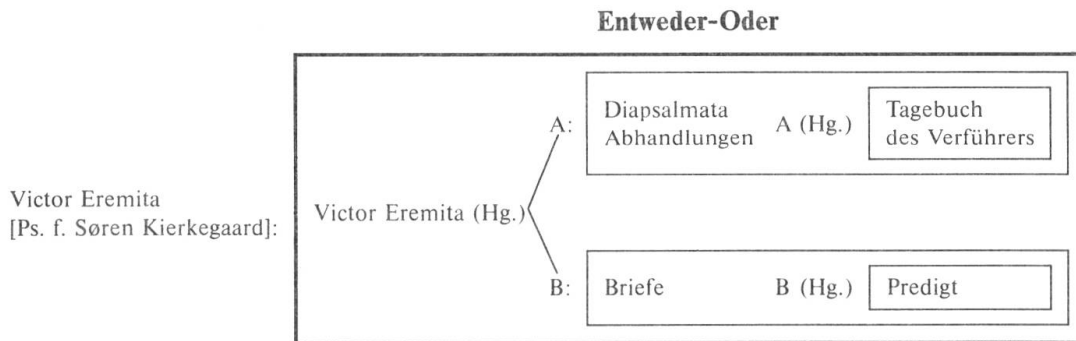 Entweder-Oder
A: Diapsalmata A (Hg.) Tagebuch
Abhandlungen des Verführers
Victor Eremita
[Ps. f. Søren Kierkegaard]: Victor Eremita (Hg.)
B: Briefe B (Hg.) Predigt